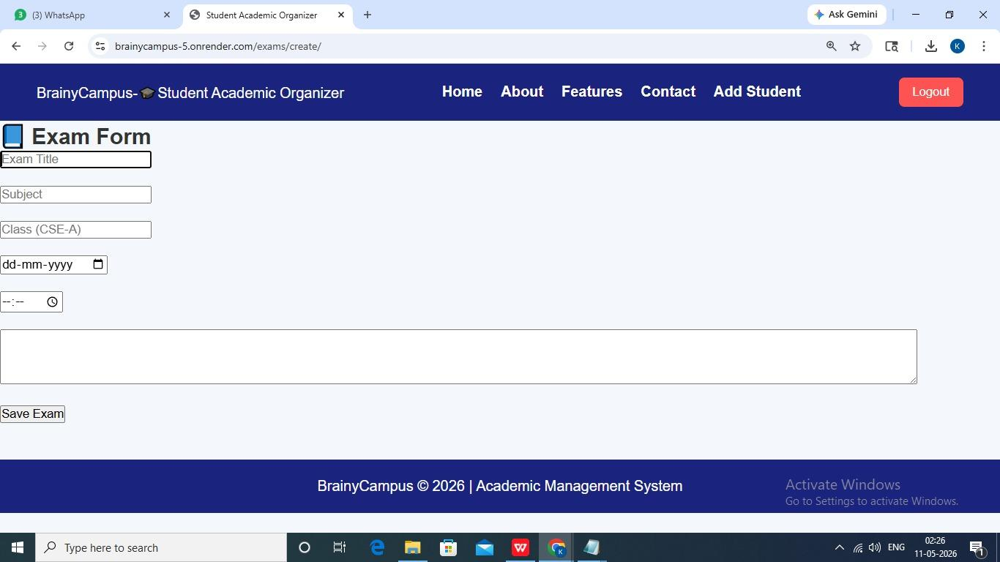 (3) WhatsApp
Student Academic Organizer
Ask Gemini
brainycampus-5.onrender.com/exams/create/
K
BrainyCampus-🎓Student Academic Organizer
Home
About
Features
Contact
Add Student
Logout
📘 Exam Form
Exam Title
Subject
Class (CSE-A)
dd-mm-yyyy
--:--
Save Exam
BrainyCampus © 2026 | Academic Management System
Activate Windows
Go to Settings to activate Windows.
Type here to search
ENG
02:26
11-05-2026
1